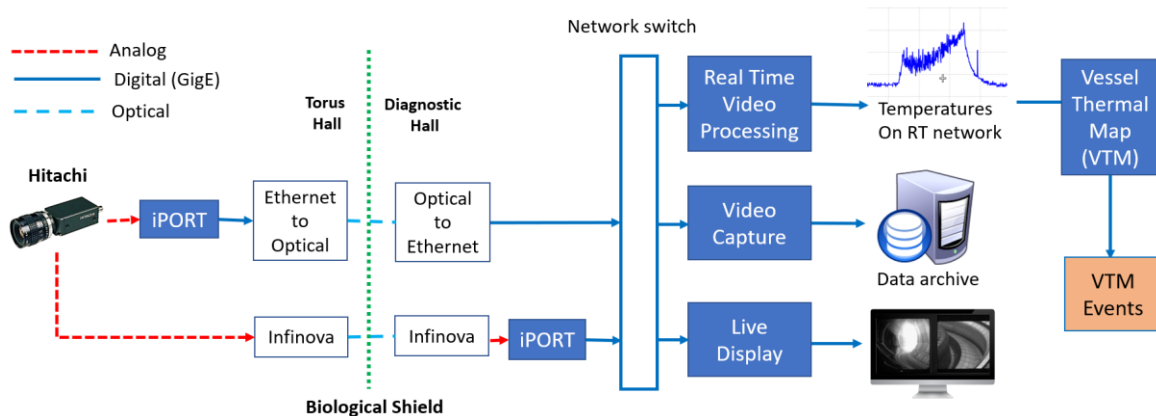 Analog
Digital (GigE)
Optical
Network switch
Torus
Hall
Diagnostic
Hall
Hitachi
iPORT
Ethernet
to
Optical
Optical
to
Ethernet
Infinova
Infinova
iPORT
Biological Shield
Real Time
Video
Processing
Temperatures
On RT network
Vessel
Thermal
Map
(VTM)
Video
Capture
Data archive
VTM
Events
Live
Display